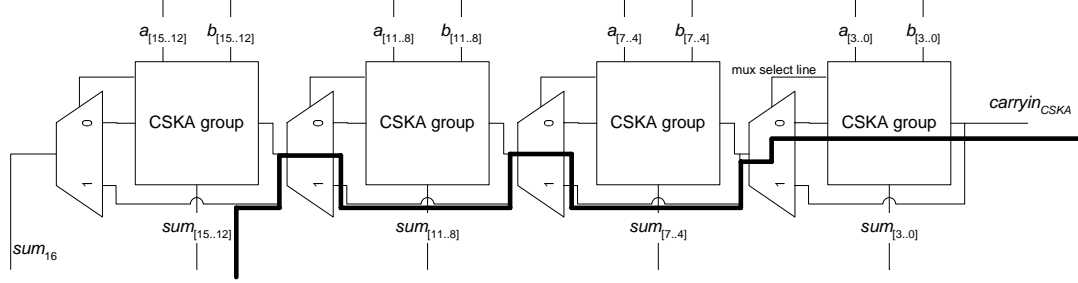 a[15..12] b[15..12] a[11..8] b[11..8] a[7..4] b[7..4] a[3..0] b[3..0]
mux select line
carryinCSKA
0 CSKA group 0 CSKA group 0 CSKA group 0 CSKA group
1 1 1 1
sum[15..12] sum[11..8] sum[7..4] sum[3..0]
sum16